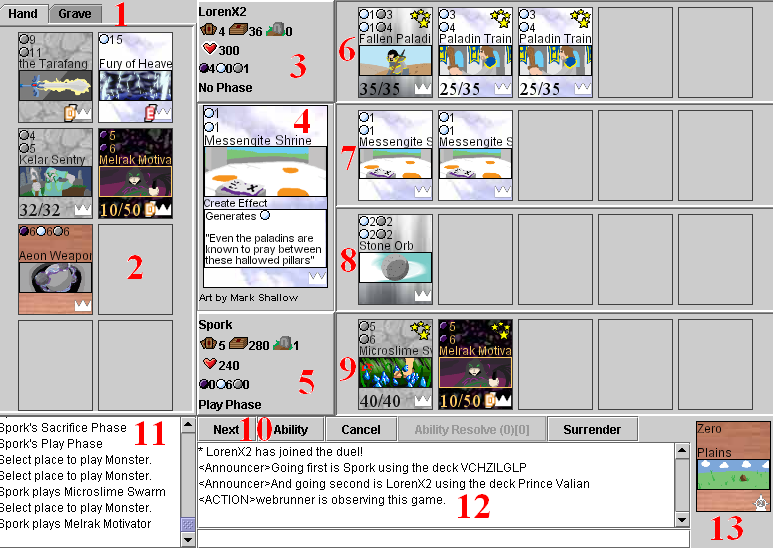 Hand
Grave
1
9
11
the Tarafang
D
15
Fury of Heave
E
4
5
Kelar Sentry
32/32
5
6
Melrak Motiva
10/50 D
6 6 6
Aeon Weapon
2
LorenX2
4 36 0
300
4 0 1
No Phase
3
4
1
1
Messengite Shrine
Create Effect
Generates
"Even the paladins are
known to pray between
these hallowed pillars"
Art by Mark Shallow
Spork
5 280 1
240
0 6 0
Play Phase
5
6
1 3
1 4
Fallen Paladi
35/35
3
4
Paladin Train
25/35
3
4
Paladin Train
25/35
7
1
1
Messengite S
1
1
Messengite S
8
2 2
2 2
Stone Orb
9
5
6
Microslime Sw
40/40
5
6
Melrak Motiva
10/50 D
Next
10
Ability
Cancel
Ability Resolve (0)[0]
Surrender
11
Spork's Sacrifice Phase
Spork's Play Phase
Select place to play Monster.
Select place to play Monster.
Spork plays Microslime Swarm
Select place to play Monster.
Spork plays Melrak Motivator
* LorenX2 has joined the duel!
<Announcer>Going first is Spork using the deck VCHZILGLP
<Announcer>And going second is LorenX2 using the deck Prince Valian
<ACTION>webrunner is observing this game.
12
Zero
Plains
13